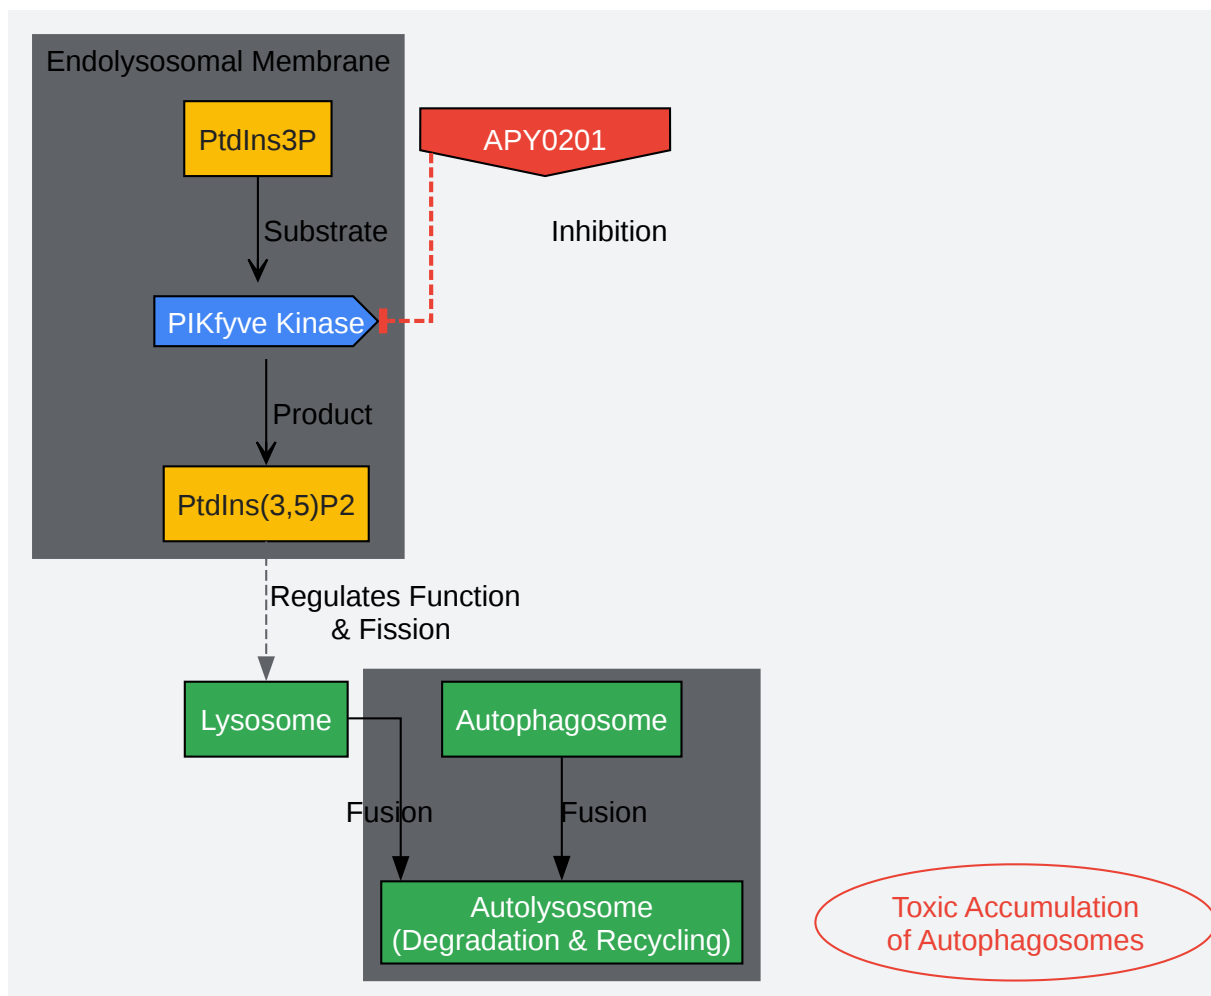 Endolysosomal Membrane
PtdIns3P
APY0201
Substrate
Inhibition
PIKfyve Kinase
Product
PtdIns(3,5)P2
Regulates Function
& Fission
Lysosome
Autophagosome
Fusion
Fusion
Autolysosome
(Degradation & Recycling)
Toxic Accumulation
of Autophagosomes